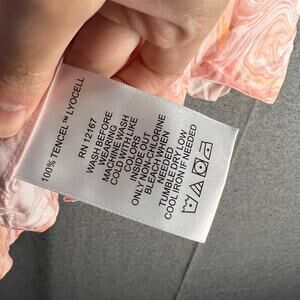 100% TENCEL™ LYOCELL
RN 12167
WASH BEFORE
WEARING
MACHINE WASH
COLD WITH LIKE
COLORS
INSIDE OUT
ONLY NON-CHLORINE
BLEACH WHEN
NEEDED
TUMBLE DRY LOW
COOL IRON IF NEEDED